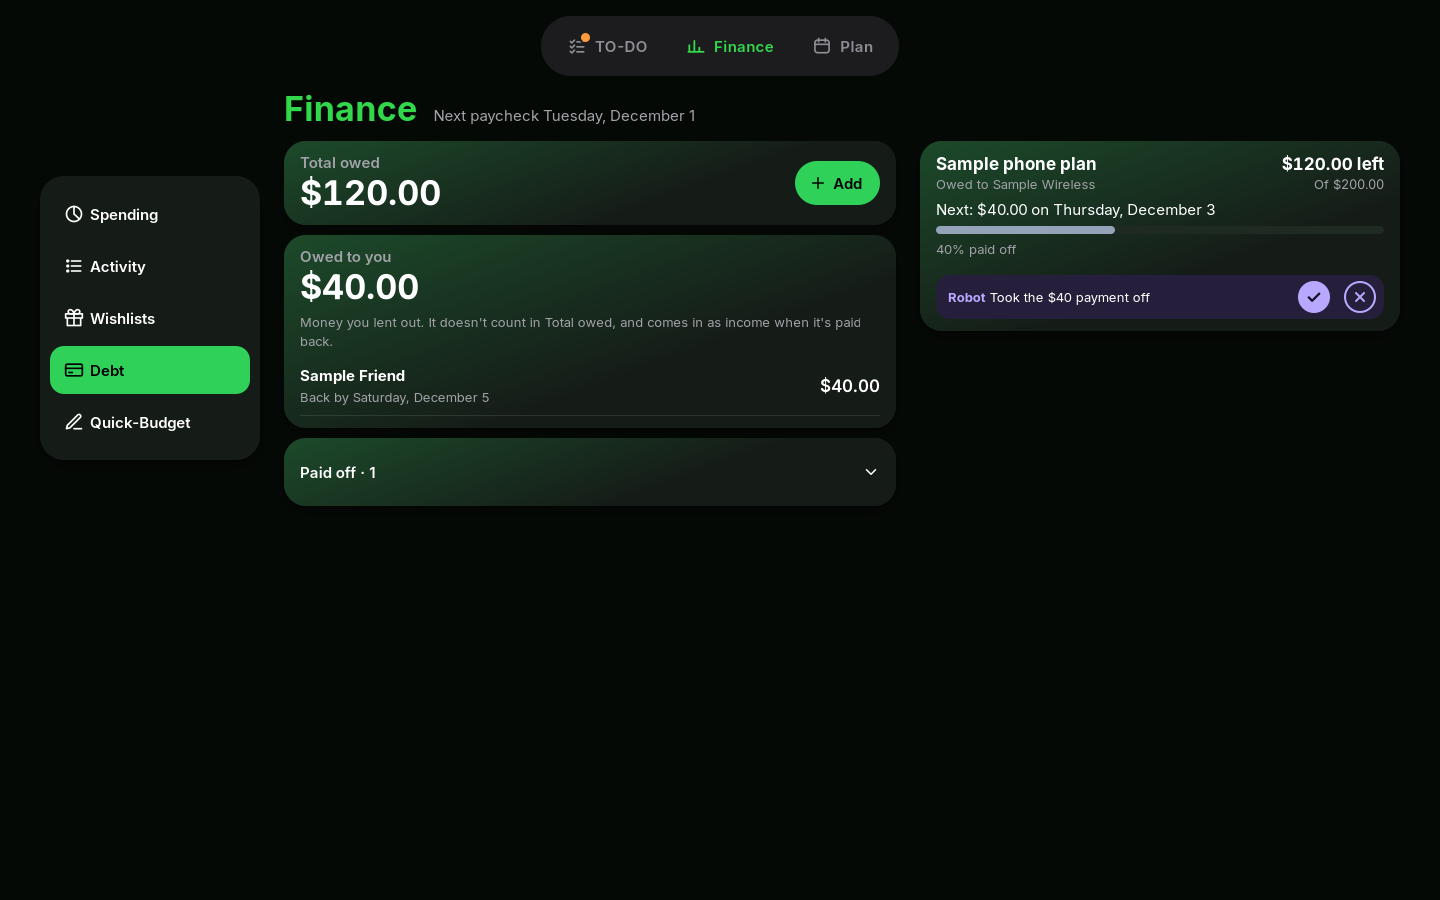 TO-DO
Finance
Plan
Finance
Next paycheck Tuesday, December 1
Spending
Activity
Wishlists
Debt
Quick-Budget
Total owed
$120.00
Add
Owed to you
$40.00
Money you lent out. It doesn't count in Total owed, and comes in as income when it's paid
back.
Sample Friend
Back by Saturday, December 5
$40.00
Paid off · 1
Sample phone plan
$120.00 left
Owed to Sample Wireless
Of $200.00
Next: $40.00 on Thursday, December 3
40% paid off
Robot Took the $40 payment off